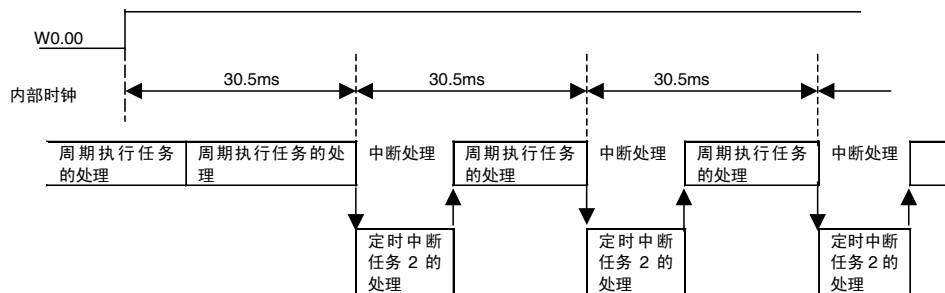 W0.00
30.5ms
30.5ms
30.5ms
内部时钟
周期执行任务
的处理
周期执行任务的处
理
中断处理
周期执行任务
的处理
中断处理
周期执行任务
的处理
中断处理
定时中断
任务 2 的
处理
定时中断
任务 2 的
处理
定时中断
任务2 的
处理